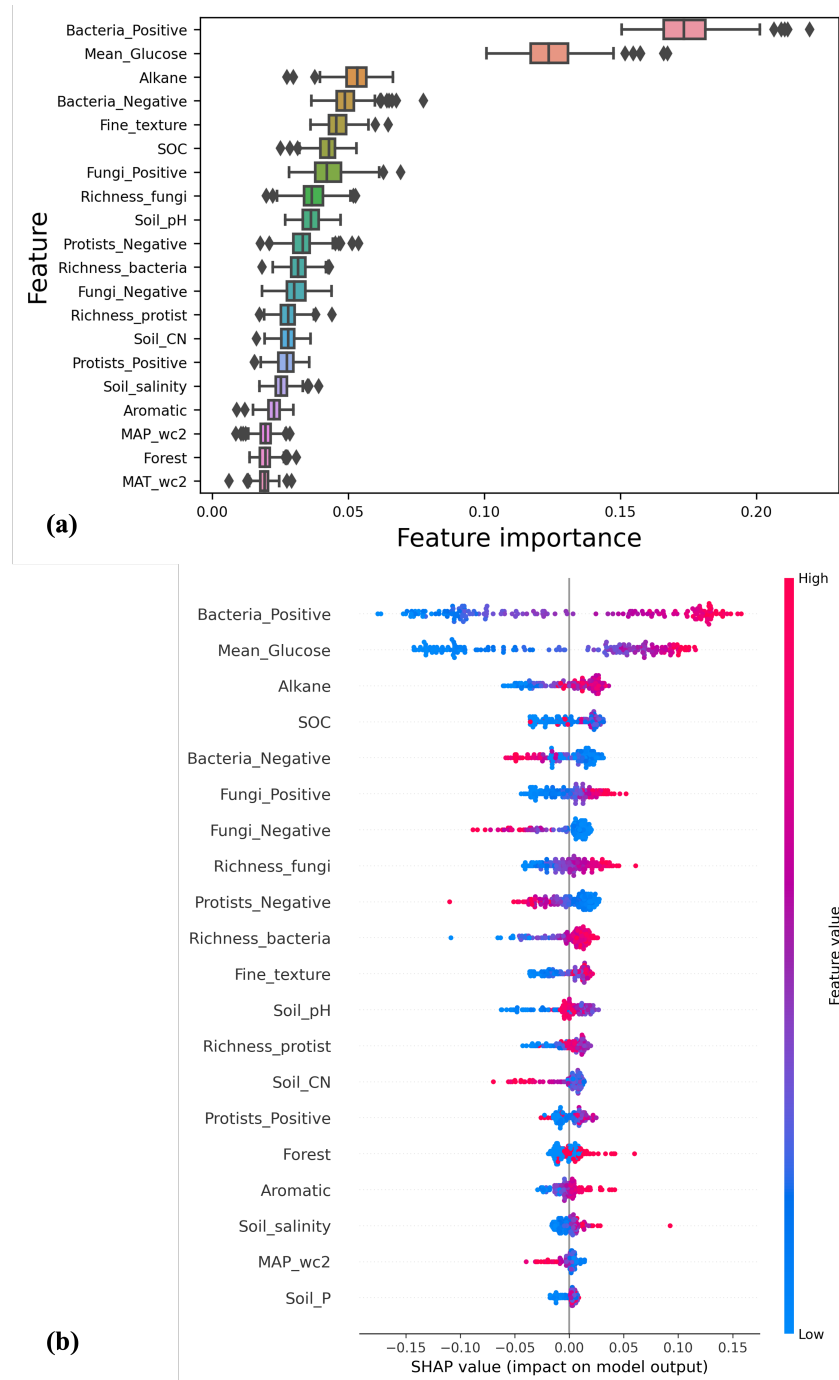 Bacteria_Positive
Mean_Glucose
Alkane
Bacteria_Negative
Fine_texture
SOC
Fungi_Positive
Richness_fungi
Soil_pH
Protists_Negative
Richness_bacteria
Fungi_Negative
Richness_protist
Soil_CN
Protists_Positive
Soil_salinity
Aromatic
MAP_wc2
Forest
MAT_wc2
Feature
0.00 0.05 0.10 0.15 0.20
Feature importance
(a)
High
Bacteria_Positive
Mean_Glucose
Alkane
SOC
Bacteria_Negative
Fungi_Positive
Fungi_Negative
Richness_fungi
Protists_Negative
Richness_bacteria
Fine_texture
Soil_pH
Richness_protist
Soil_CN
Protists_Positive
Forest
Aromatic
Soil_salinity
MAP_wc2
Soil_P
Feature value
Low
−0.15 −0.10 −0.05 0.00 0.05 0.10 0.15
SHAP value (impact on model output)
(b)